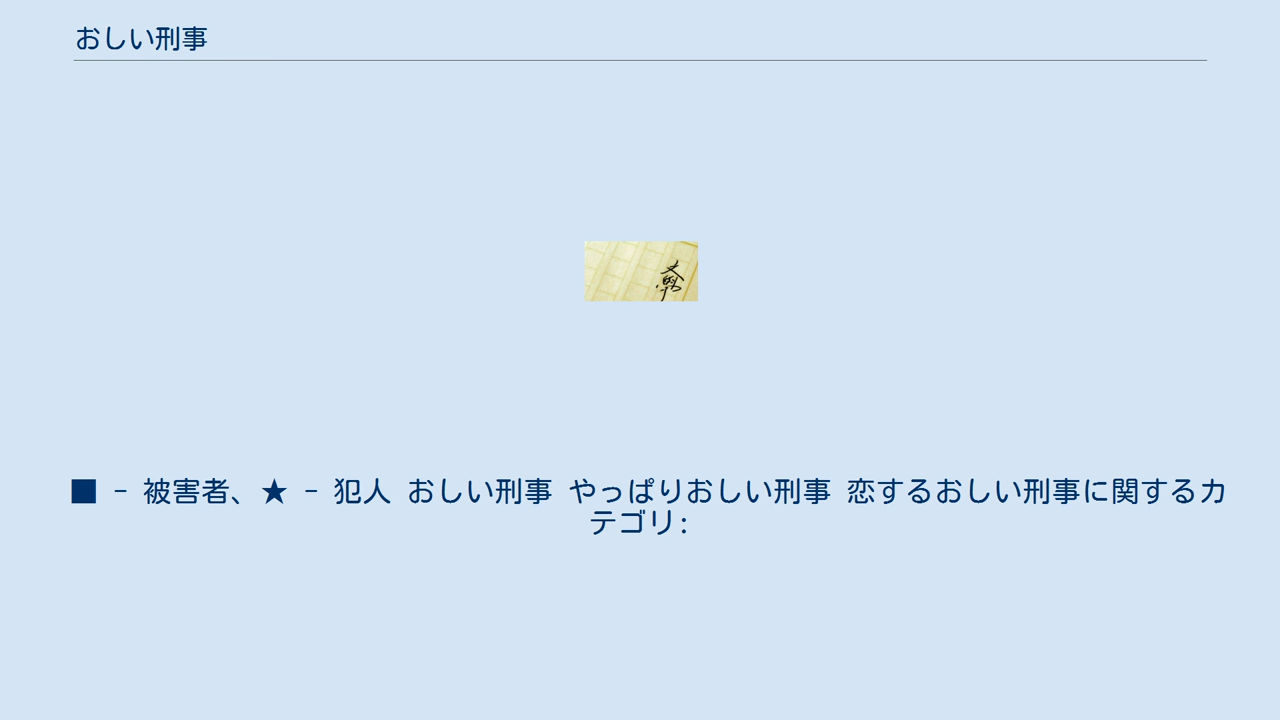 おしい刑事
■ - 被害者、★ - 犯人 おしい刑事 やっぱりおしい刑事 恋するおしい刑事に関するカ
テゴリ: